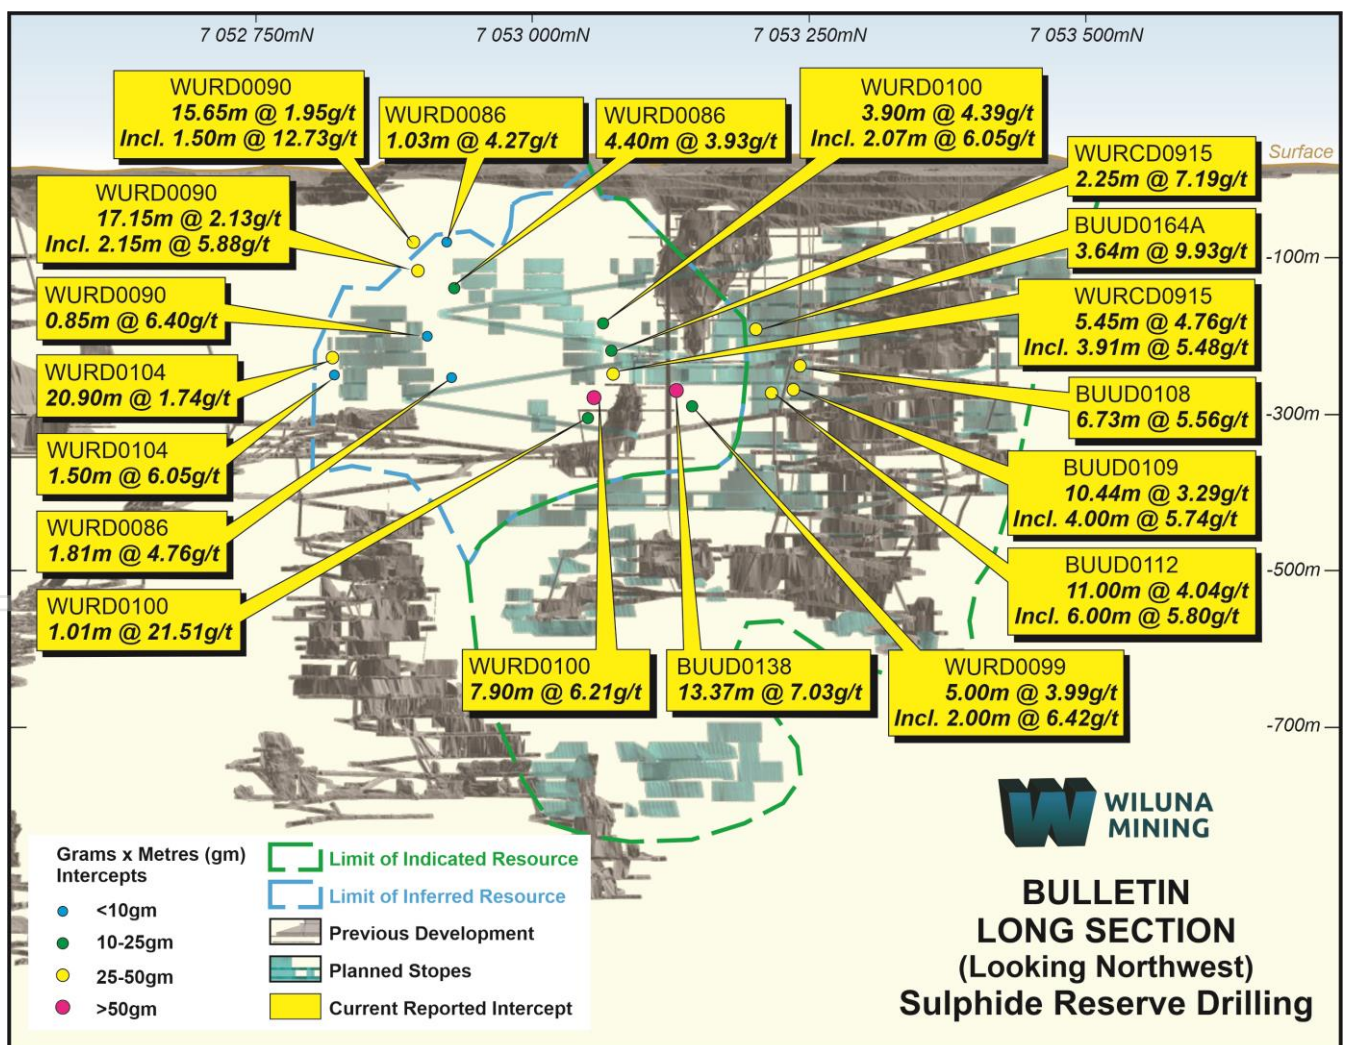 7 052 750mN
7 053 000mN
7 053 250mN
7 053 500mN
WURD0090
15.65m @ 1.95g/t
Incl. 1.50m @ 12.73g/t
WURD0086
1.03m @ 4.27g/t
WURD0086
4.40m @ 3.93g/t
WURD0100
3.90m @ 4.39g/t
Incl. 2.07m @ 6.05g/t
Surface
WURCD0915
2.25m @ 7.19g/t
WURD0090
17.15m @ 2.13g/t
Incl. 2.15m @ 5.88g/t
BUUD0164A
3.64m @ 9.93g/t
-100m
WURD0090
0.85m @ 6.40g/t
WURCD0915
5.45m @ 4.76g/t
Incl. 3.91m @ 5.48g/t
WURD0104
20.90m @ 1.74g/t
BUUD0108
6.73m @ 5.56g/t
-300m
WURD0104
1.50m @ 6.05g/t
BUUD0109
10.44m @ 3.29g/t
Incl. 4.00m @ 5.74g/t
WURD0086
1.81m @ 4.76g/t
BUUD0112
11.00m @ 4.04g/t
Incl. 6.00m @ 5.80g/t
-500m
WURD0100
1.01m @ 21.51g/t
WURD0100
7.90m @ 6.21g/t
BUUD0138
13.37m @ 7.03g/t
WURD0099
5.00m @ 3.99g/t
Incl. 2.00m @ 6.42g/t
-700m
WILUNA
MINING
Grams x Metres (gm)
Intercepts
<10gm
10-25gm
25-50gm
>50gm
Limit of Indicated Resource
Limit of Inferred Resource
Previous Development
Planned Stopes
Current Reported Intercept
BULLETIN
LONG SECTION
(Looking Northwest)
Sulphide Reserve Drilling